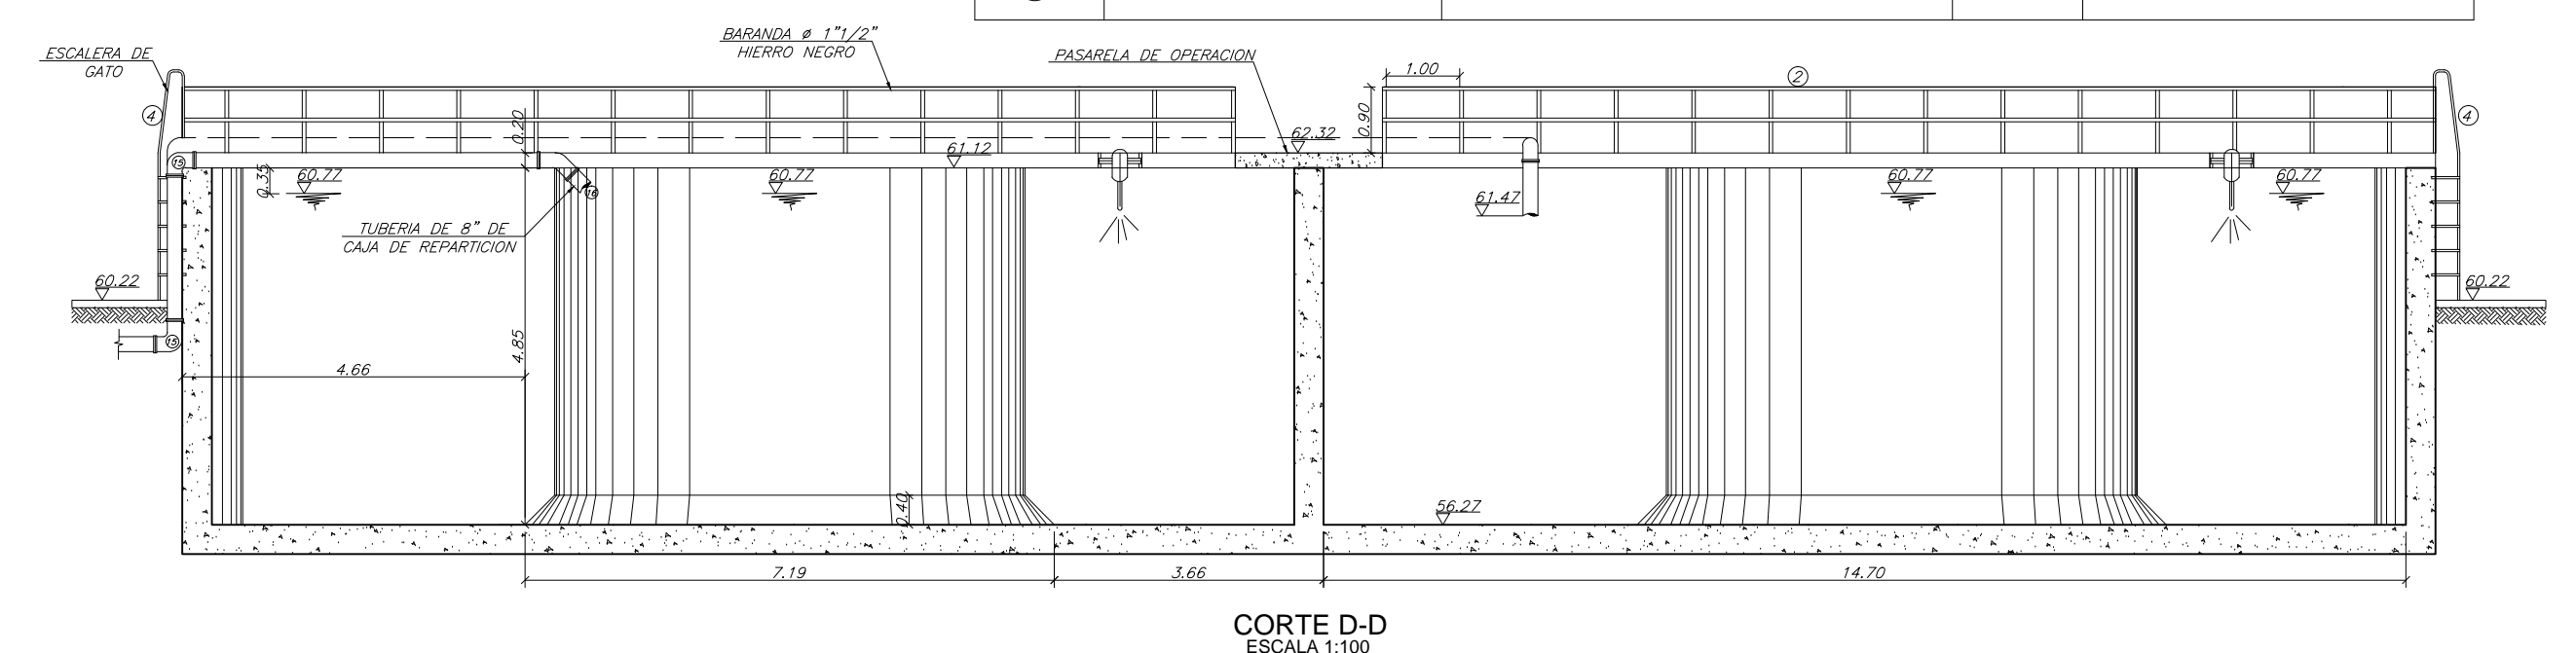 ESCALERA DE
GATO
BARANDA ø 1"1/2"
HIERRO NEGRO
PASARELA DE OPERACION
1.00
2
4
4
0.20
0.90
62.32
61.12
15
0.35
60.77
60.77
16
61.47
60.77
60.77
TUBERIA DE 8" DE
CAJA DE REPARTICION
60.22
60.22
15
4.85
4.66
0.40
56.27
7.19
3.66
14.70
CORTE D-D
ESCALA 1:100